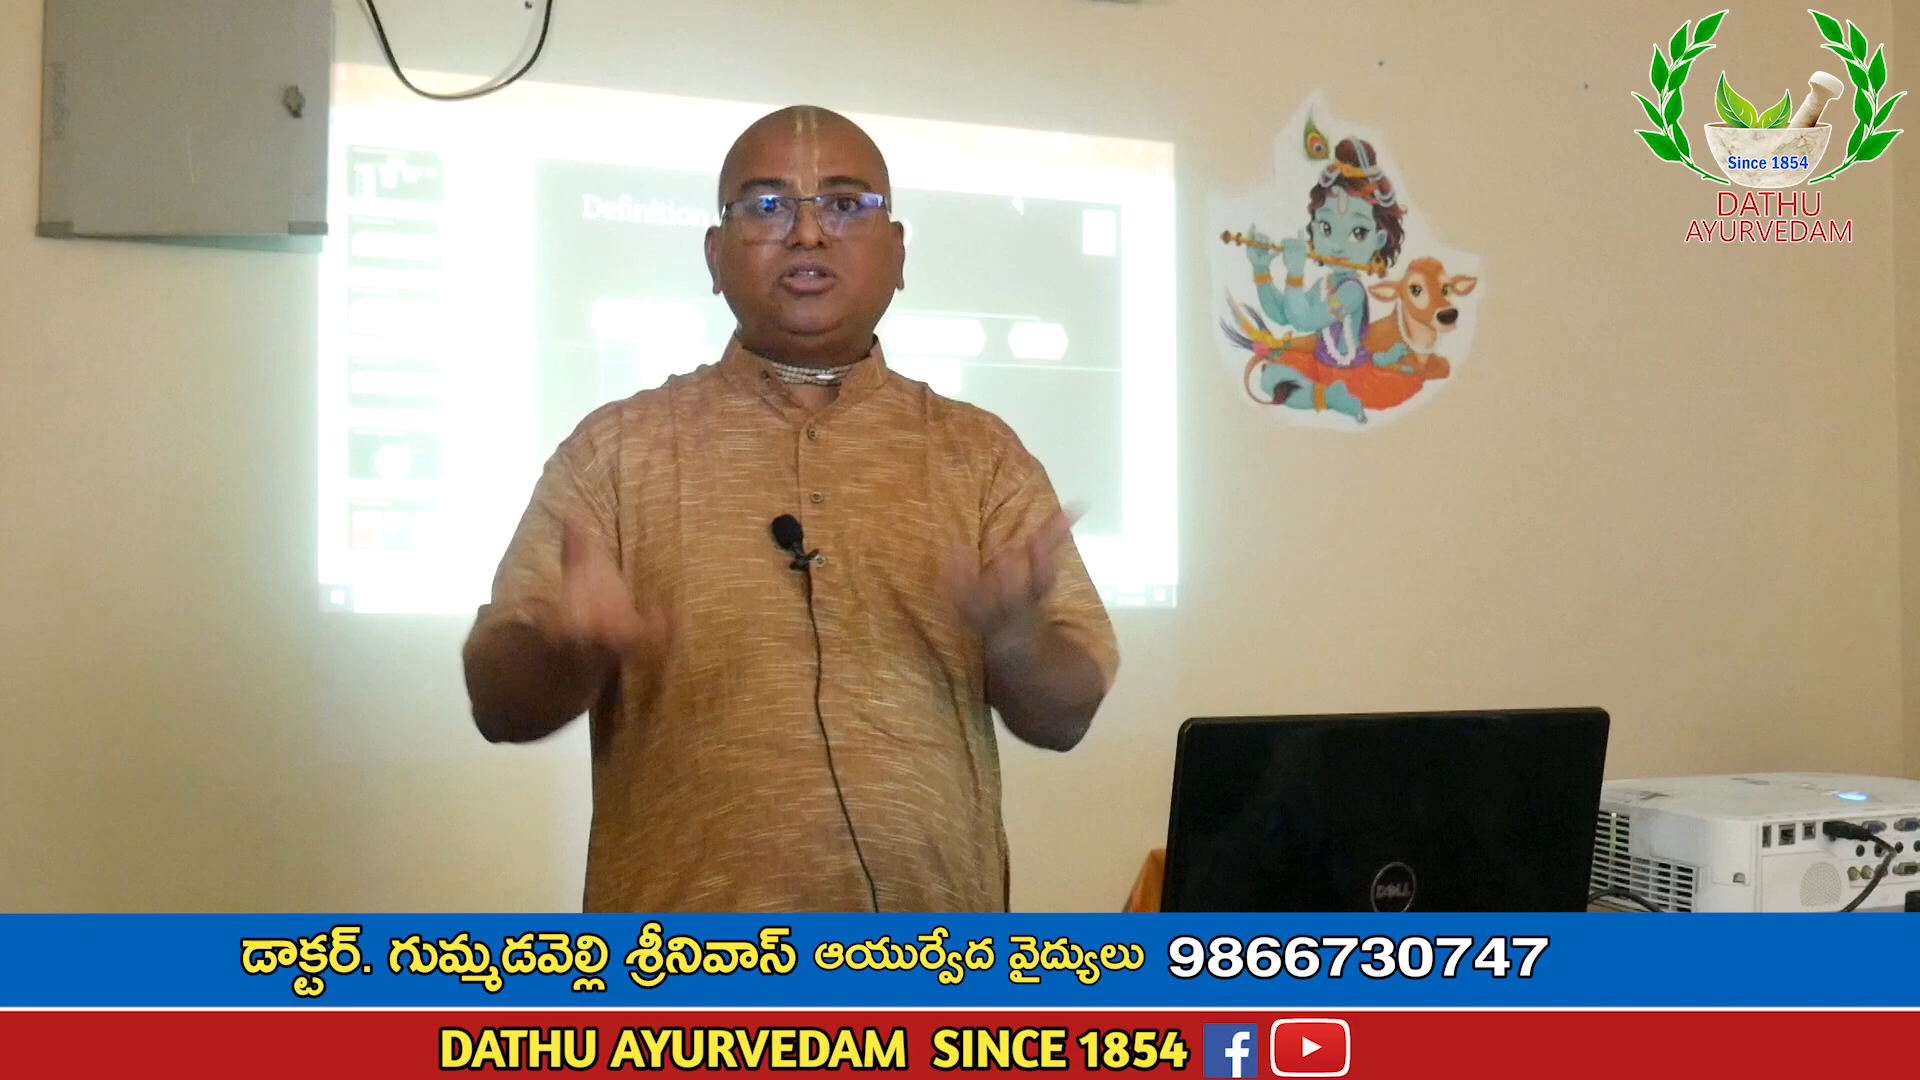 Definition
Since 1854
DATHU
AYURVEDAM
DELL
డాక్టర్. గుమ్మడవెల్లి శ్రీనివాస్ ఆయుర్వేద వైద్యులు 9866730747
DATHU AYURVEDAM SINCE 1854